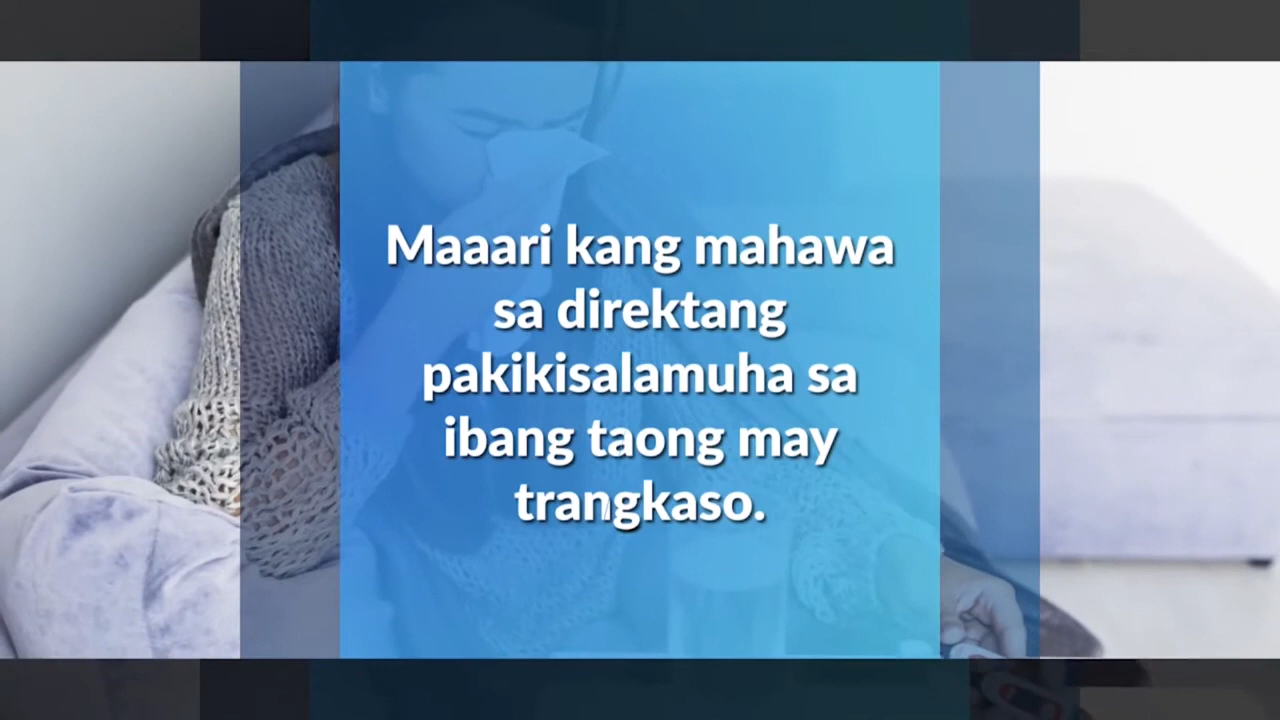 Maaari kang mahawa
sa direktang
pakikisalamuha sa
ibang taong may
trangkaso.